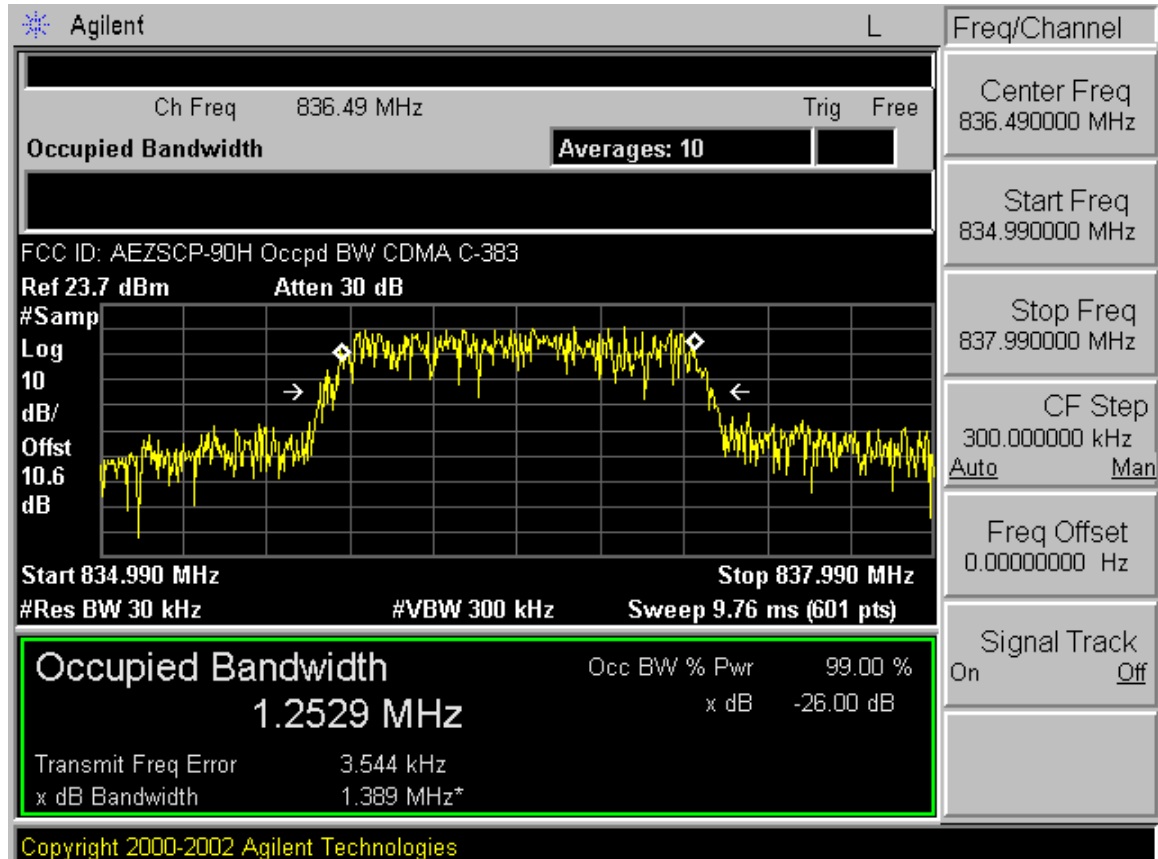 Agilent L Freq/Channel
Ch Freq 836.49 MHz Trig Free
Occupied Bandwidth Averages: 10
FCC ID: AEZSCP-90H Occpd BW CDMA C-383
Ref 23.7 dBm Atten 30 dB
#Samp
Log
10
dB/
Offst
10.6
dB
Start 834.990 MHz Stop 837.990 MHz
#Res BW 30 kHz #VBW 300 kHz Sweep 9.76 ms (601 pts)
Occupied Bandwidth
1.2529 MHz
Occ BW % Pwr 99.00 %
x dB -26.00 dB
Transmit Freq Error 3.544 kHz
x dB Bandwidth 1.389 MHz*
Copyright 2000-2002 Agilent Technologies
Center Freq
836.490000 MHz
Start Freq
834.990000 MHz
Stop Freq
837.990000 MHz
CF Step
300.000000 kHz
Auto Man
Freq Offset
0.00000000 Hz
Signal Track
On Off